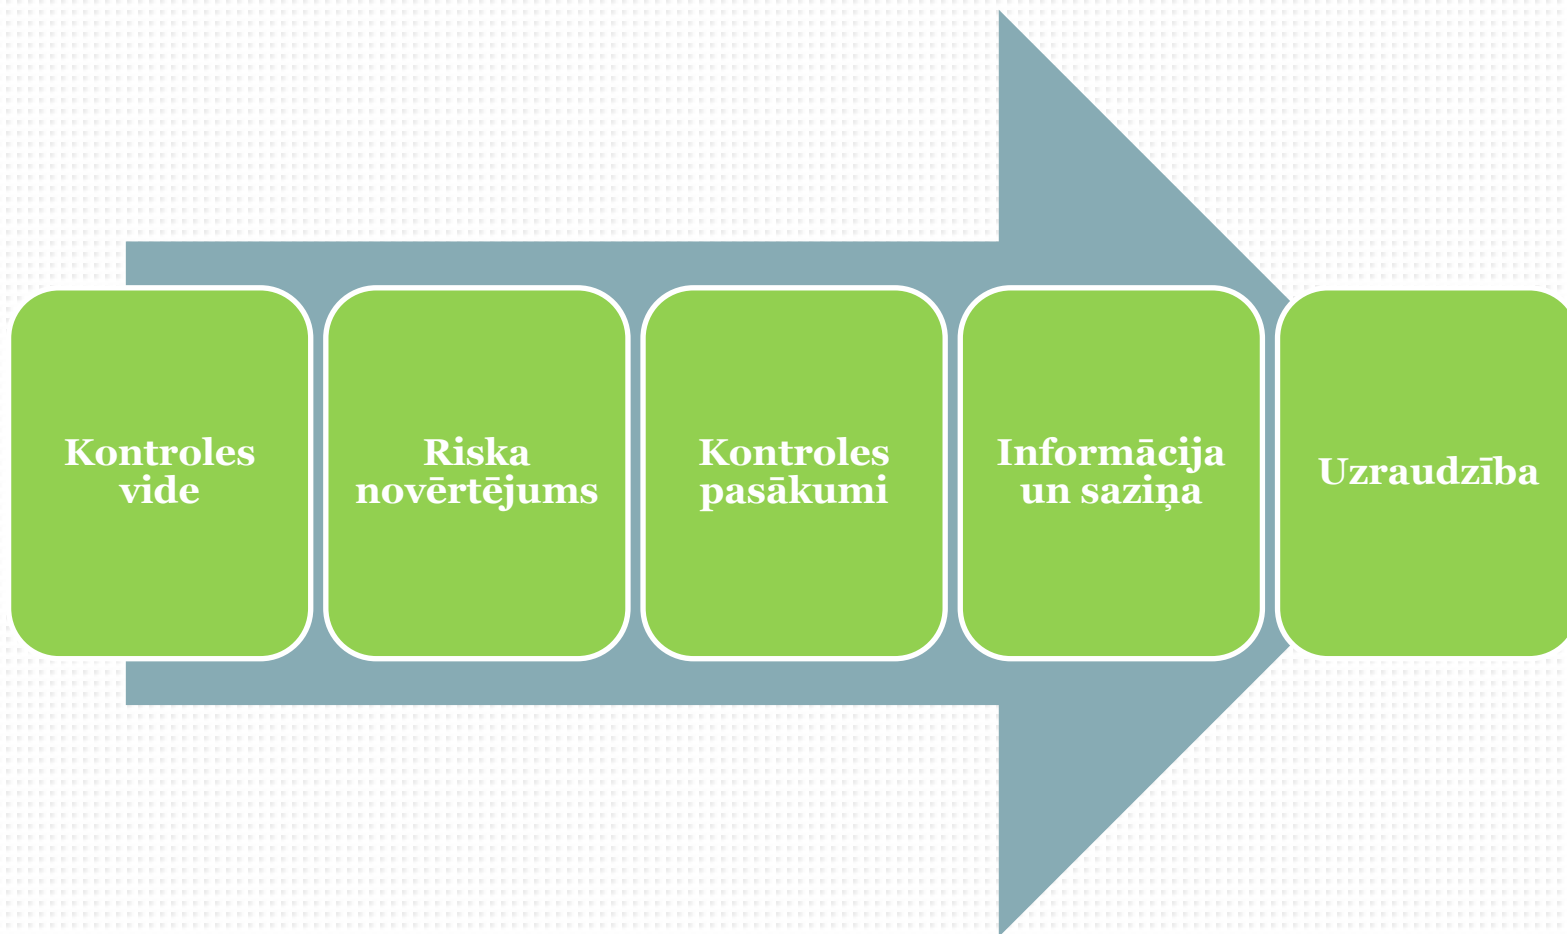 Kontroles
vide
Riska
novērtējums
Kontroles
pasākumi
Informācija
un saziņa
Uzraudzība